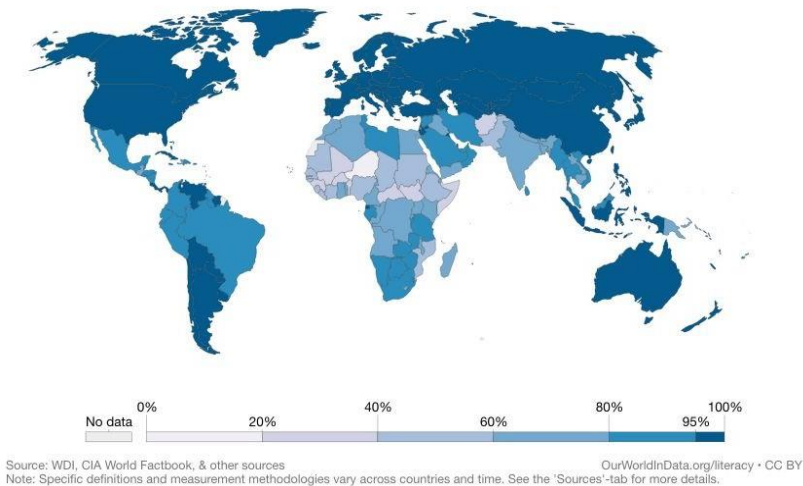 0% 40% 80% 100%
No data 20% 60% 95%
Source: WDI, CIA World Factbook, & other sources OurWorldInData.org/literacy • CC BY
Note: Specific definitions and measurement methodologies vary across countries and time. See the 'Sources'-tab for more details.